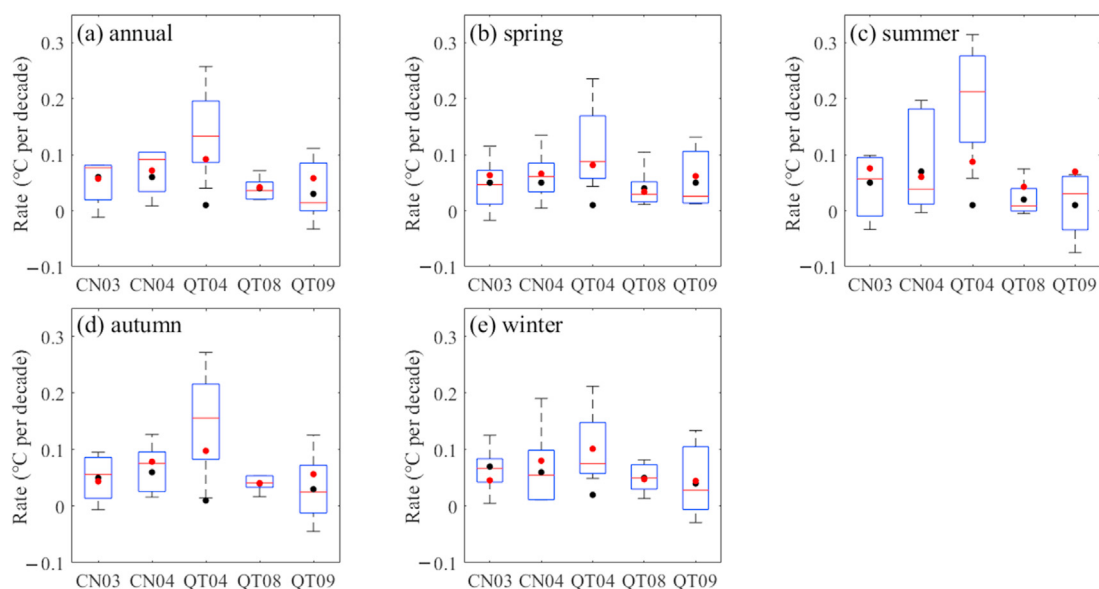 (a) annual
(b) spring
(c) summer
0.3
0.2
0.1
0
−0.1
Rate (°C per decade)
CN03 CN04 QT04 QT08 QT09
0.3
0.2
0.1
0
−0.1
Rate (°C per decade)
CN03 CN04 QT04 QT08 QT09
0.3
0.2
0.1
0
−0.1
Rate (°C per decade)
CN03 CN04 QT04 QT08 QT09
(d) autumn
(e) winter
0.3
0.2
0.1
0
−0.1
Rate (°C per decade)
CN03 CN04 QT04 QT08 QT09
0.3
0.2
0.1
0
−0.1
Rate (°C per decade)
CN03 CN04 QT04 QT08 QT09